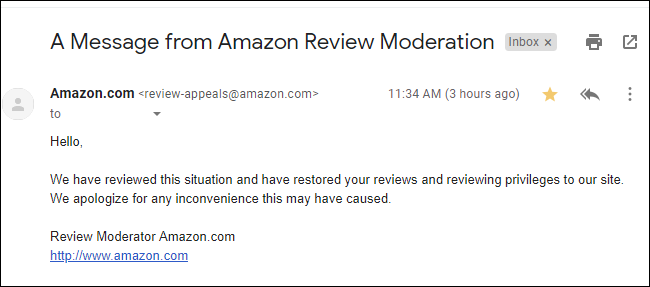 A Message from Amazon Review Moderation Inbox ×
Amazon.com <review-appeals@amazon.com> 11:34 AM (3 hours ago)
to
Hello,
We have reviewed this situation and have restored your reviews and reviewing privileges to our site.
We apologize for any inconvenience this may have caused.
Review Moderator Amazon.com
http://www.amazon.com